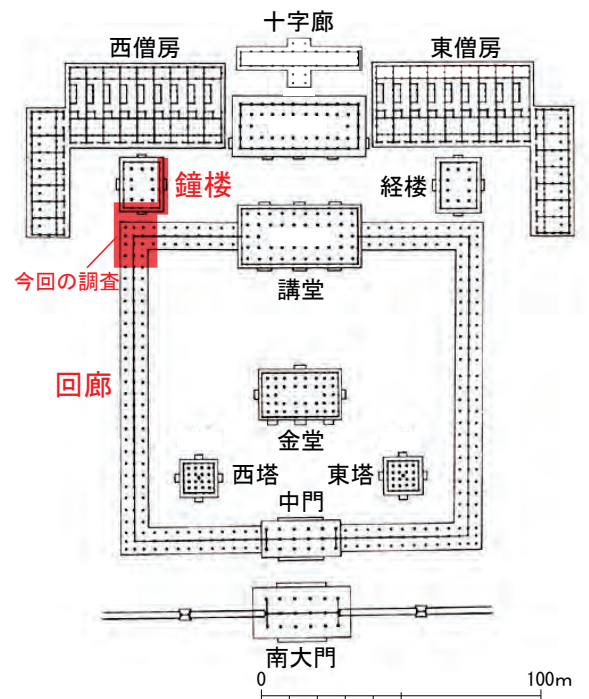 十字廊
西僧房
東僧房
鐘楼
経楼
今回の調査
講堂
回廊
金堂
西塔
東塔
中門
南大門
0
100m